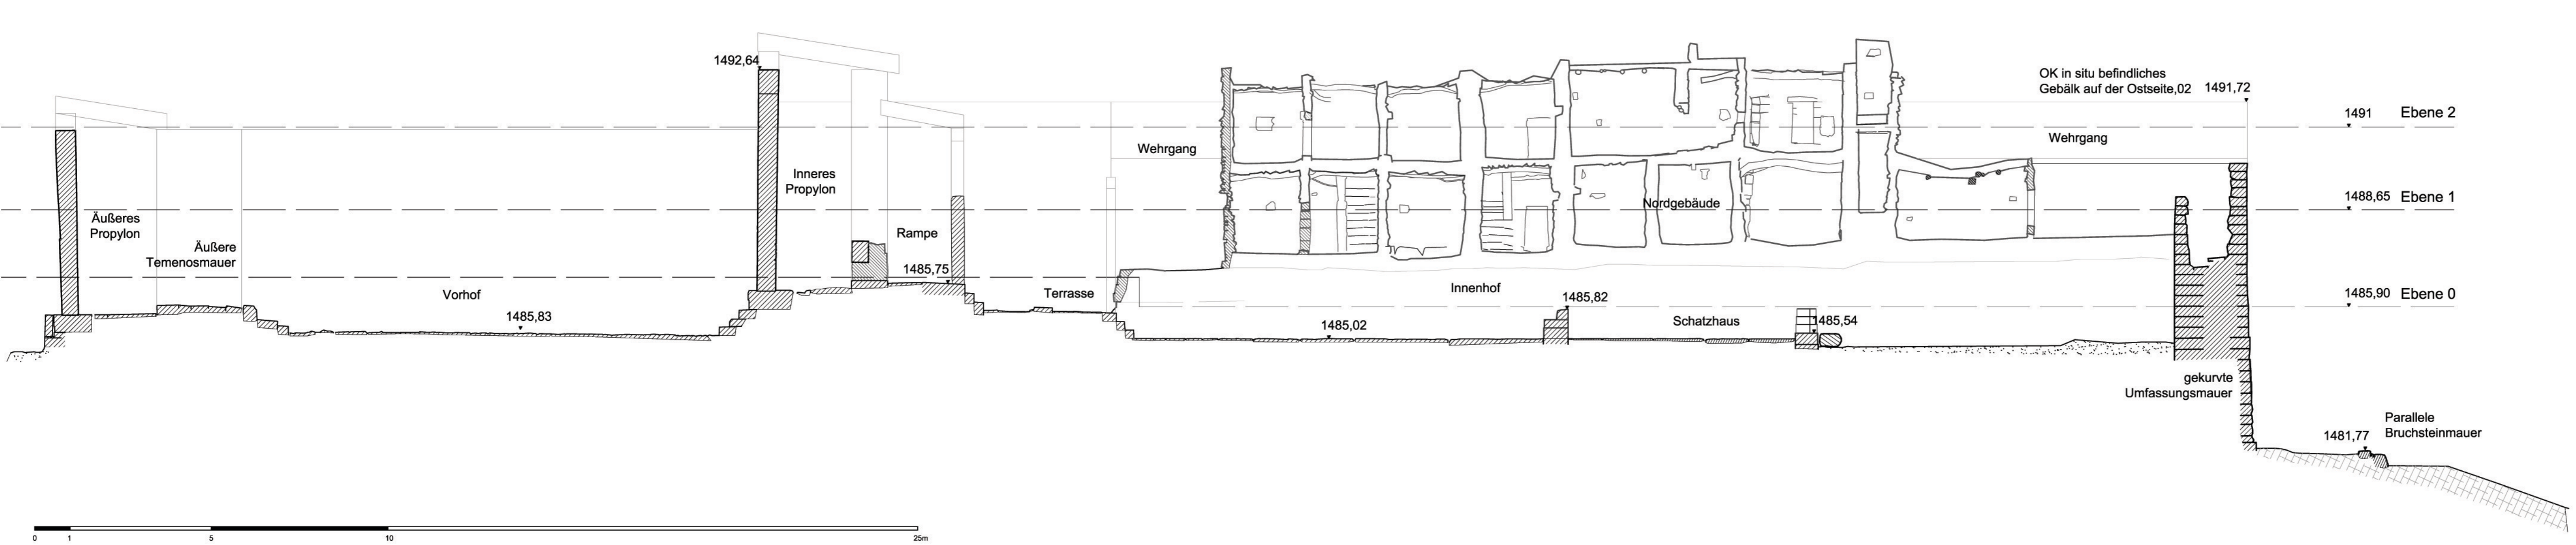 1492,64
OK in situ befindliches
Gebälk auf der Ostseite,02
1491,72
1491
Ebene 2
Wehrgang
Wehrgang
Inneres
Propylon
1488,65
Ebene 1
Nordgebäude
Äußeres
Propylon
Rampe
Äußere
Temenosmauer
1485,75
Vorhof
Terrasse
Innenhof
1485,90
Ebene 0
1485,82
1485,83
1485,02
Schatzhaus
1485,54
gekurvte
Umfassungsmauer
Parallele
Bruchsteinmauer
1481,77
0 1 5 10 25m